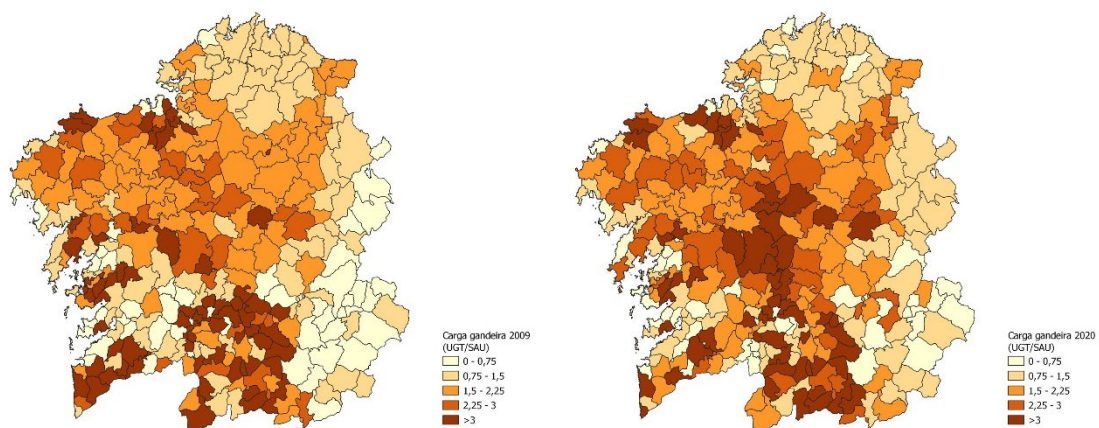 Carga gandeira 2009
(UGT/SAU)
0 - 0,75
0,75 - 1,5
1,5 - 2,25
2,25 - 3
>3
Carga gandeira 2020
(UGT/SAU)
0 - 0,75
0,75 - 1,5
1,5 - 2,25
2,25 - 3
>3